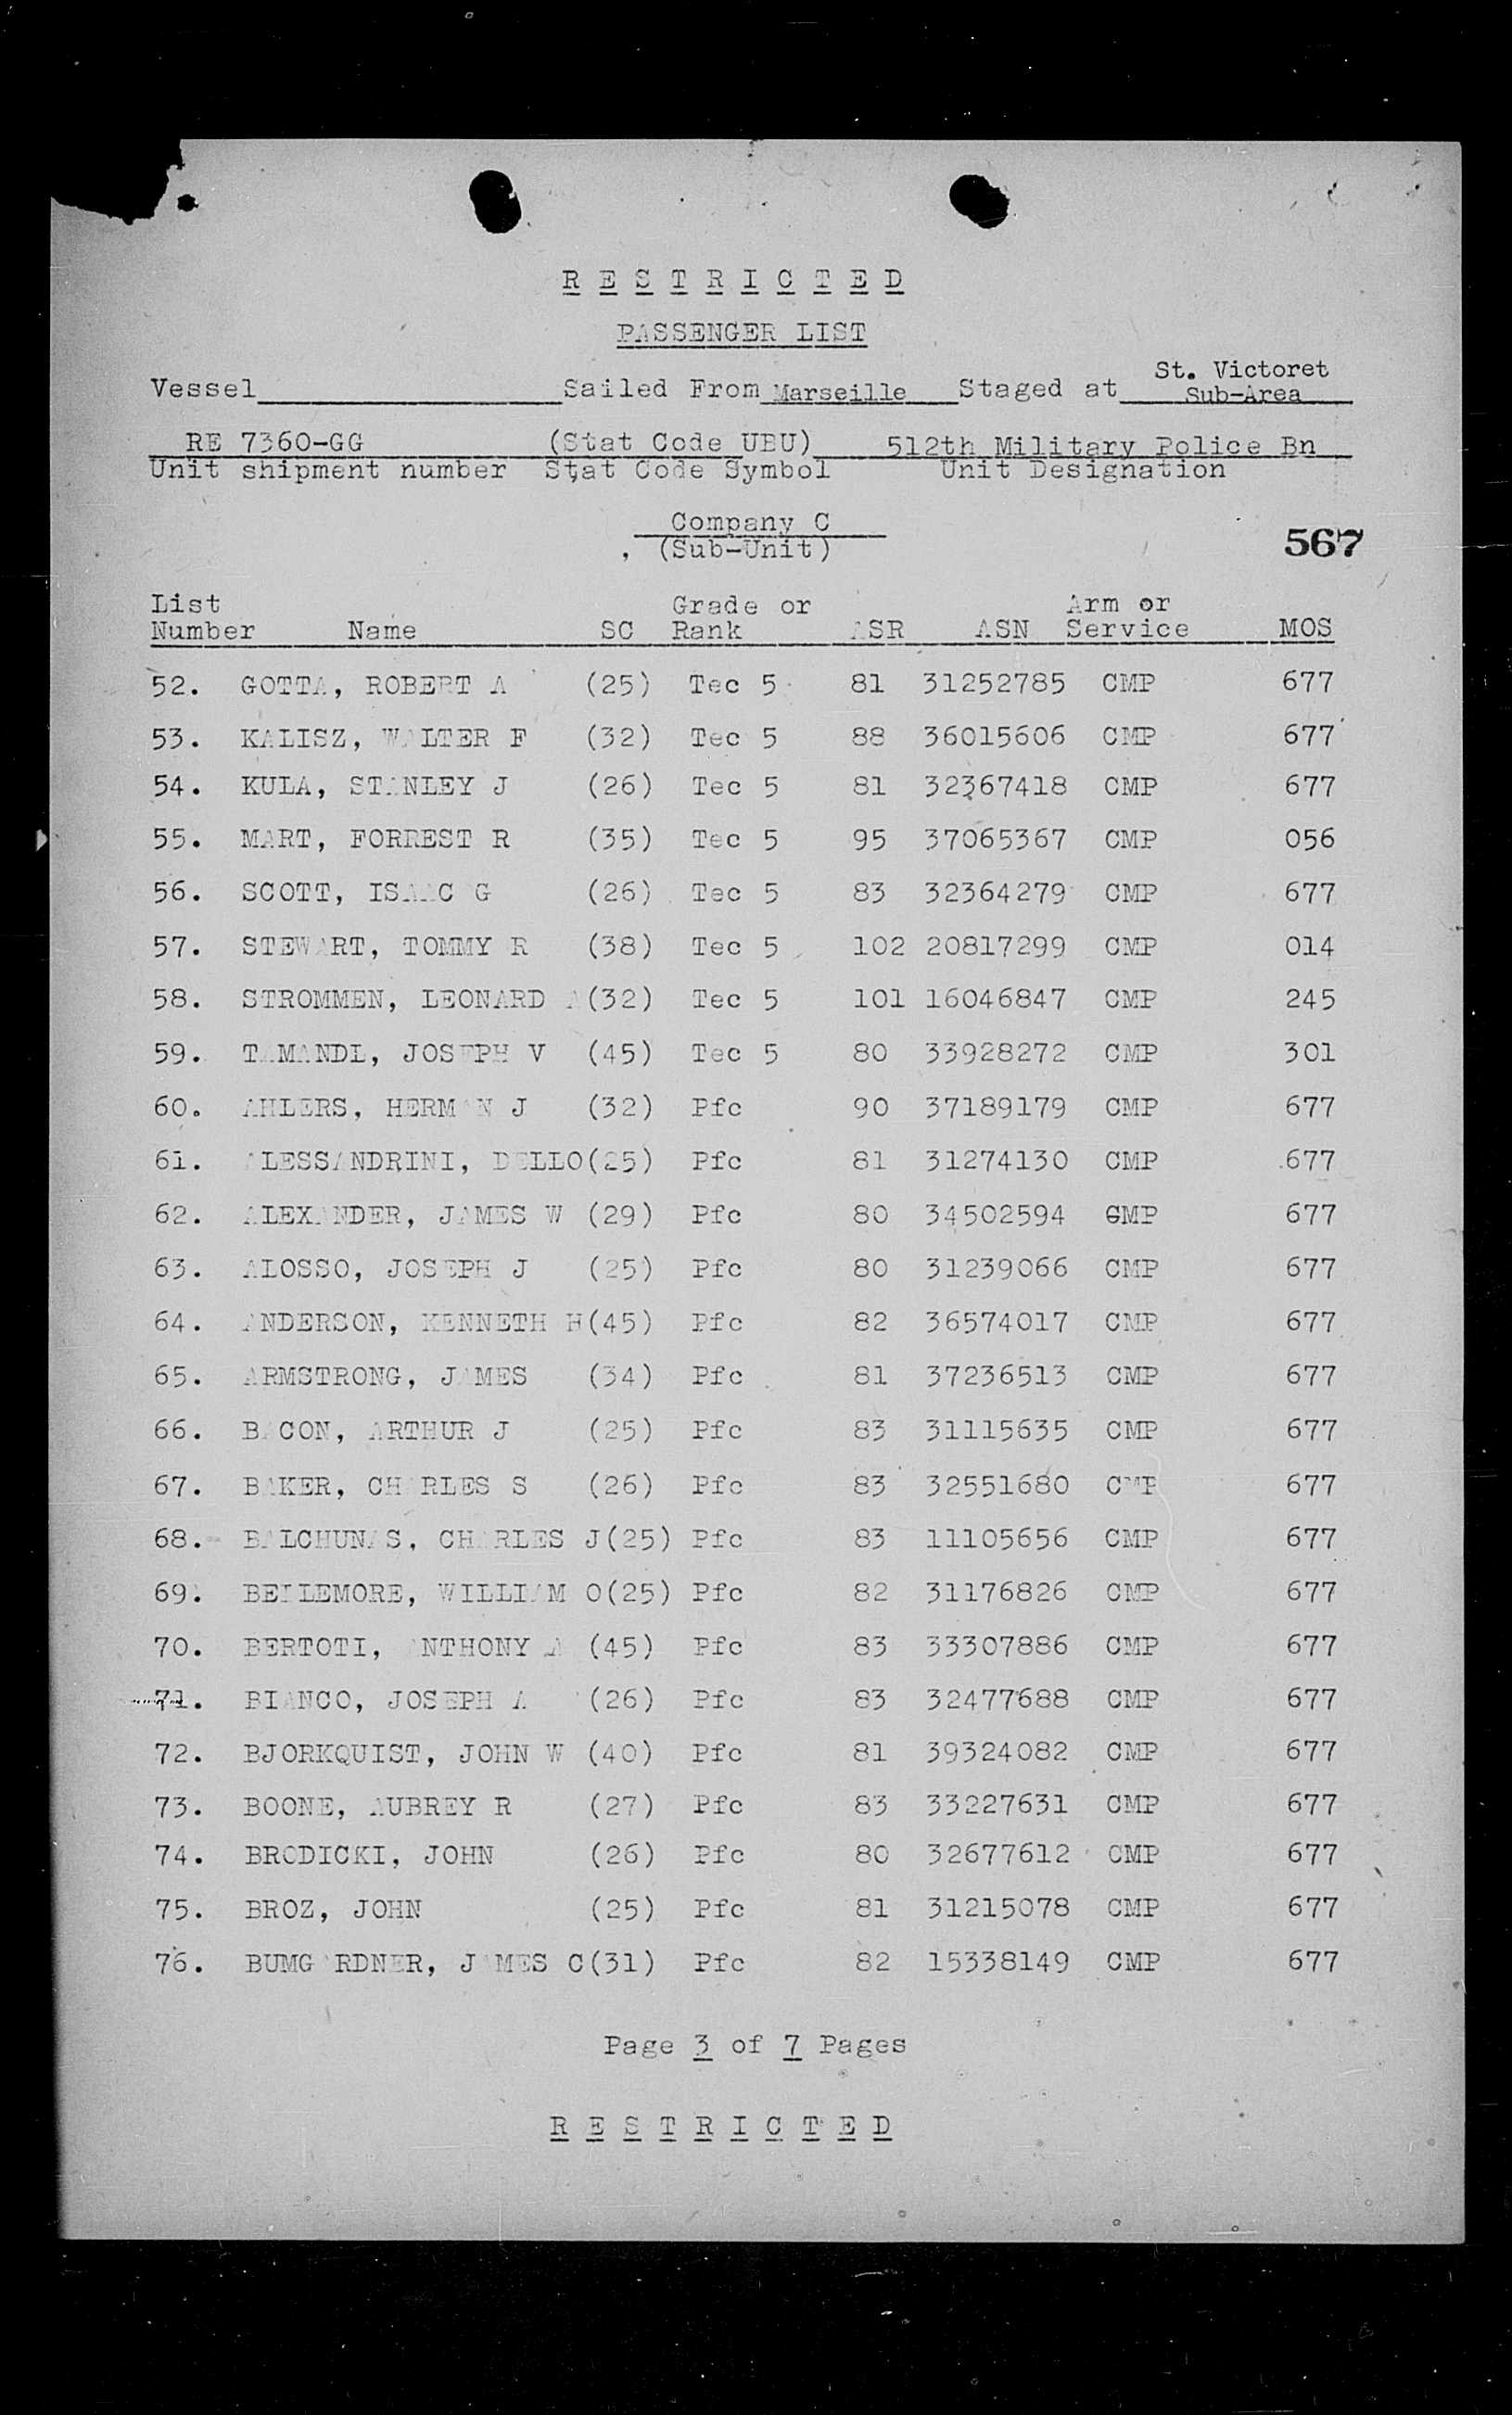 R E S T R I C T E D
PASSENGER LIST
St. Victoret
Vessel Sailed From Marseille Staged at Sub-Area
RE 7360-GG (Stat Code UBU) 512th Military Police Bn
Unit shipment number Stat Code Symbol Unit Designation
Company C
(Sub-Unit)
567
List Grade or Arm or
Number Name SC Rank ASR ASN Service MOS
52. GOTTA, ROBERT A (25) Tec 5 81 31252785 CMP 677
53. KALISZ, WALTER F (32) Tec 5 88 36015606 CMP 677
54. KULA, STANLEY J (26) Tec 5 81 32367418 CMP 677
55. MART, FORREST R (35) Tec 5 95 37065367 CMP 056
56. SCOTT, ISAAC G (26) Tec 5 83 32364279 CMP 677
57. STEWART, TOMMY R (38) Tec 5 102 20817299 CMP 014
58. STROMMEN, LEONARD A (32) Tec 5 101 16046847 CMP 245
59. TAMANDL, JOSEPH V (45) Tec 5 80 33928272 CMP 301
60. AHLERS, HERMAN J (32) Pfc 90 37189179 CMP 677
61. ALESSANDRINI, DELLO (25) Pfc 81 31274130 CMP 677
62. ALEXANDER, JAMES W (29) Pfc 80 34502594 CMP 677
63. ALOSSO, JOSEPH J (25) Pfc 80 31239066 CMP 677
64. ANDERSON, KENNETH H (45) Pfc 82 36574017 CMP 677
65. ARMSTRONG, JAMES (34) Pfc 81 37236513 CMP 677
66. BACON, ARTHUR J (25) Pfc 83 31115635 CMP 677
67. BAKER, CHARLES S (26) Pfc 83 32551680 CMP 677
68. BALCHUNAS, CHARLES J (25) Pfc 83 11105656 CMP 677
69. BELLEMORE, WILLIAM O (25) Pfc 82 31176826 CMP 677
70. BERTOTI, ANTHONY A (45) Pfc 83 33307886 CMP 677
71. BIANCO, JOSEPH A (26) Pfc 83 32477688 CMP 677
72. BJORKQUIST, JOHN W (40) Pfc 81 39324082 CMP 677
73. BOONE, AUBREY R (27) Pfc 83 33227631 CMP 677
74. BRODICKI, JOHN (26) Pfc 80 32677612 CMP 677
75. BROZ, JOHN (25) Pfc 81 31215078 CMP 677
76. BUMGARDNER, JAMES C (31) Pfc 82 15338149 CMP 677
Page 3 of 7 Pages
R E S T R I C T E D